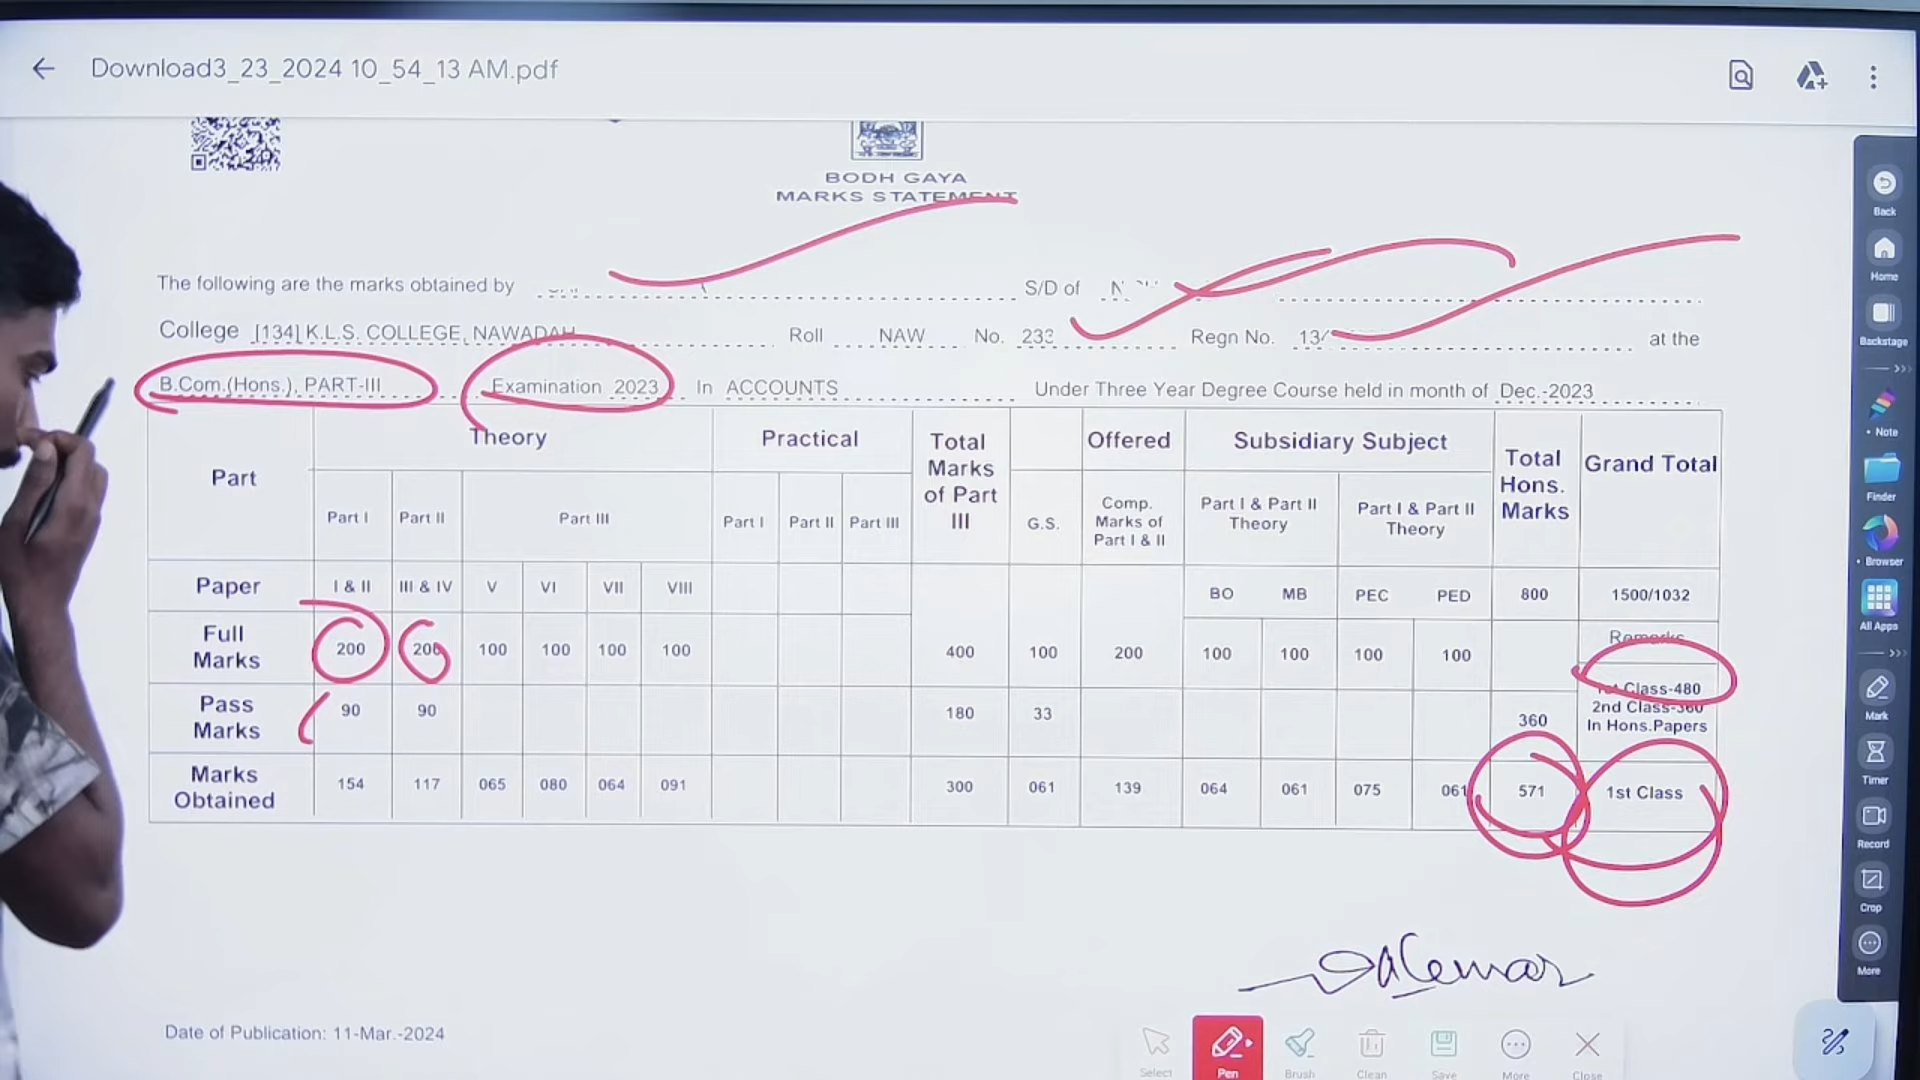 Download3_23_2024 10_54_13 AM.pdf
BODH GAYA
MARKS STATEMENT
The following are the marks obtained by
S/D of
College [134] K.L.S. COLLEGE, NAWADAH Roll NAW No. 233 Regn No. 13 at the
B.Com.(Hons.), PART-III Examination 2023 In ACCOUNTS Under Three Year Degree Course held in month of Dec.-2023
Part Theory Practical Total Marks of Part III Offered Subsidiary Subject Total Hons. Marks Grand Total
Part I Part II Part III Part I Part II Part III G.S. Comp. Marks of Part I & II Part I & Part II Theory Part I & Part II Theory
Paper I & II III & IV V VI VII VIII BO MB PEC PED 800 1500/1032
Full Marks 200 200 100 100 100 100 400 100 200 100 100 100 100 Remarks
1st Class-480
2nd Class-360
In Hons.Papers
Pass Marks 90 90 180 33 360
Marks Obtained 154 117 065 080 064 091 300 061 139 064 061 075 061 571 1st Class
Date of Publication: 11-Mar.-2024
Back
Home
Backstage
Note
Finder
Browser
All Apps
Mark
Timer
Record
Crop
More
Select Pen Brush Clean Save More Close